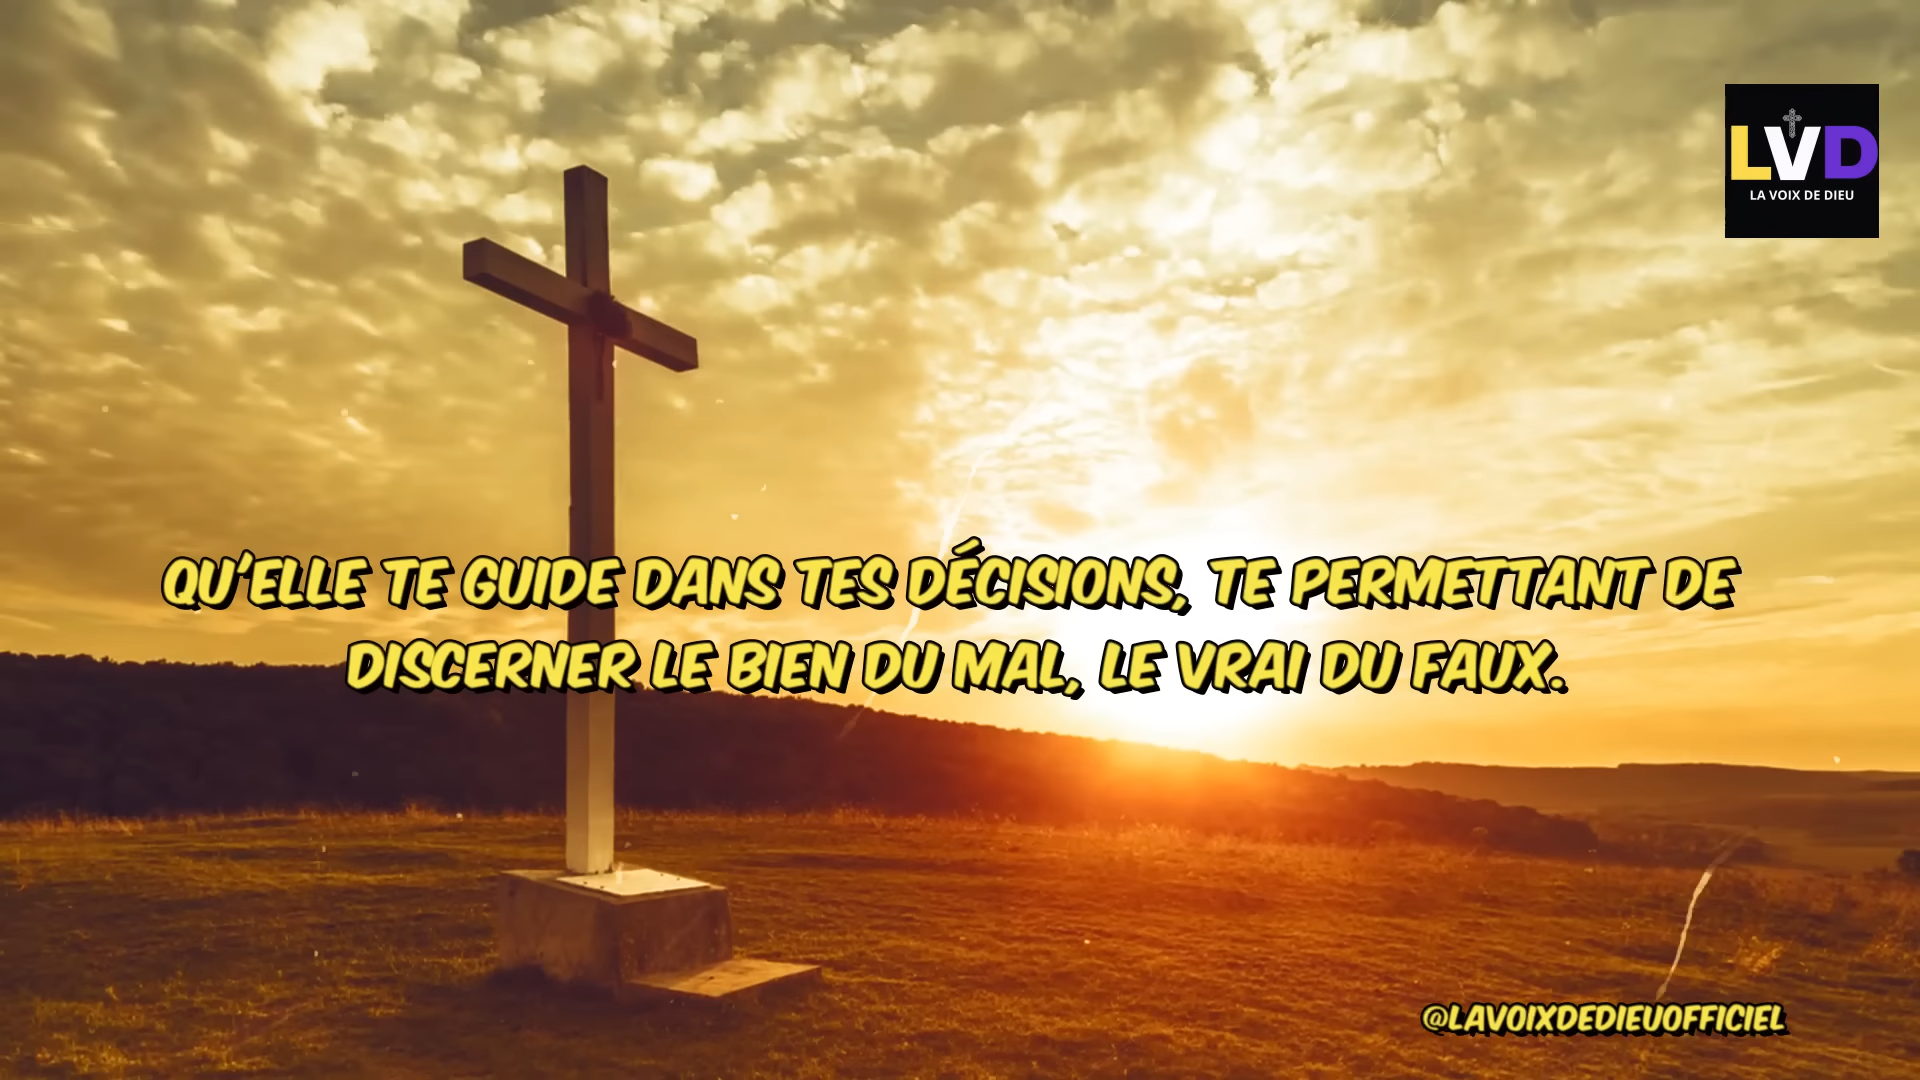 LVD
LA VOIX DE DIEU
QU'ELLE TE GUIDE DANS TES DÉCISIONS, TE PERMETTANT DE
DISCERNER LE BIEN DU MAL, LE VRAI DU FAUX.
@LAVOIXDEDIEUOFFICIEL